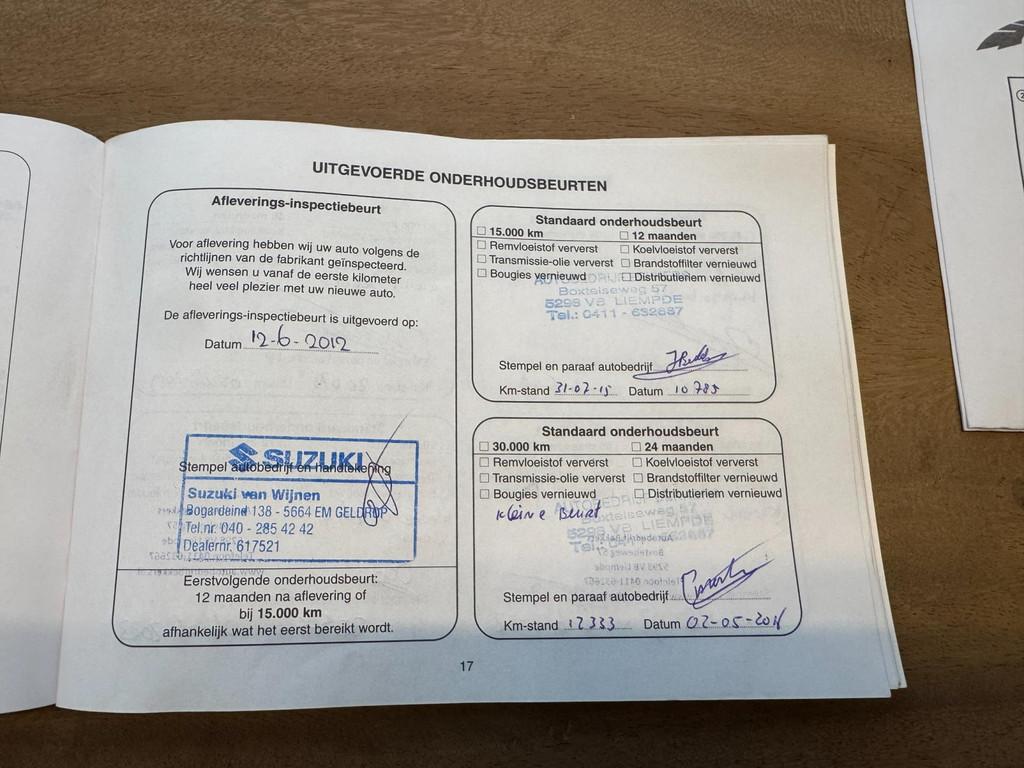 UITGEVOERDE ONDERHOUDSBEURTEN
Afleverings-inspectiebeurt
Voor aflevering hebben wij uw auto volgens de
richtlijnen van de fabrikant geïnspecteerd.
Wij wensen u vanaf de eerste kilometer
heel veel plezier met uw nieuwe auto.
De afleverings-inspectiebeurt is uitgevoerd op:
Datum 12-6-2012
SUZUKI
Stempel autobedrijf en handtekening
Suzuki van Wijnen
Bogardeind 138 - 5664 EM GELDROP
Tel.nr. 040 - 285 42 42
Dealernr. 617521
Eerstvolgende onderhoudsbeurt:
12 maanden na aflevering of
bij 15.000 km
afhankelijk wat het eerst bereikt wordt.
Standaard onderhoudsbeurt
15.000 km 12 maanden
Remvloeistof ververst Koelvloeistof ververst
Transmissie-olie ververst Brandstoffilter vernieuwd
Bougies vernieuwd Distributieriem vernieuwd
Boxtelseweg 57
5298 VB LIEMPDE
Tel.: 0411 - 632667
Stempel en paraaf autobedrijf
Km-stand 31-07-15 Datum 10785
Standaard onderhoudsbeurt
30.000 km 24 maanden
Remvloeistof ververst Koelvloeistof ververst
Transmissie-olie ververst Brandstoffilter vernieuwd
Bougies vernieuwd Distributieriem vernieuwd
AUTOBEDRIJF
Kleine Beurt
Boxtelseweg 57
5298 VB LIEMPDE
Stempel en paraaf autobedrijf
Km-stand 12333 Datum 02-05-201
17